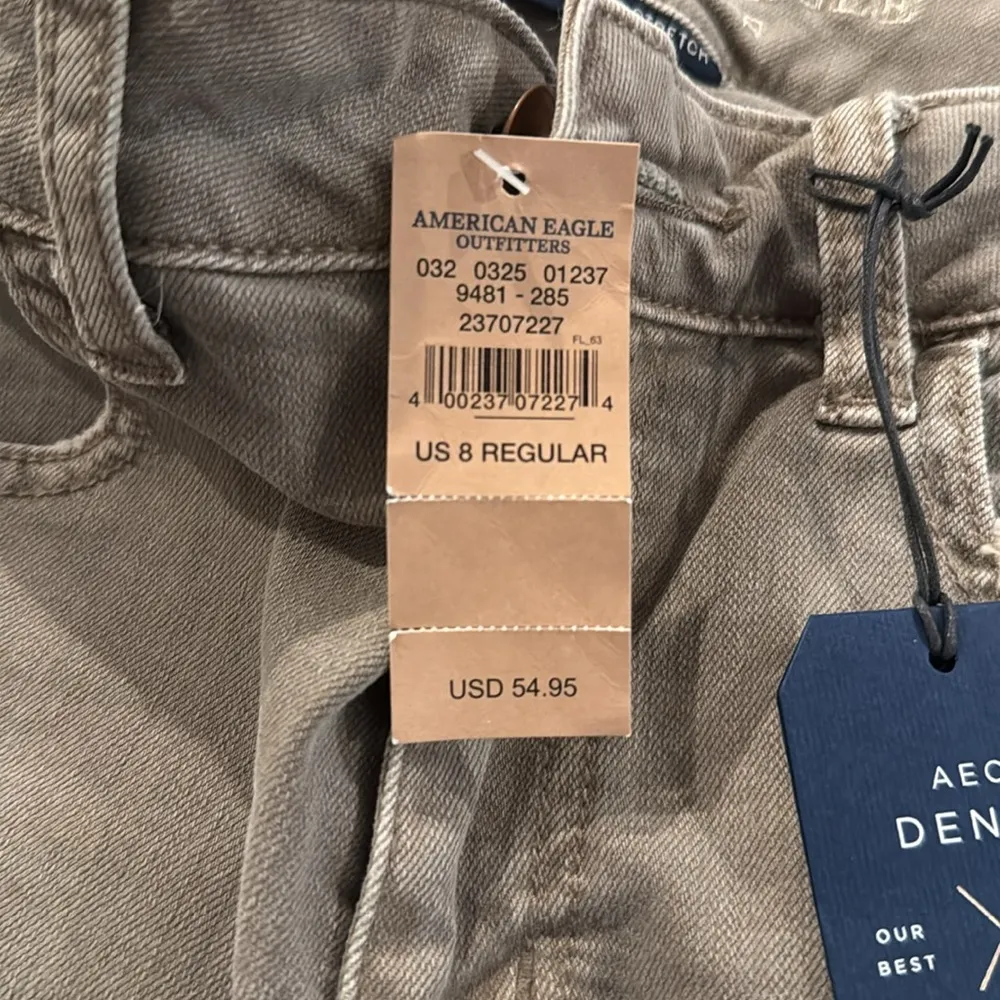 STRETCH
AMERICAN EAGLE
OUTFITTERS
032 0325 01237
9481 - 285
23707227
FL_63
4 00237 07227 4
US 8 REGULAR
USD 54.95
AEO
DEN
OUR
BEST